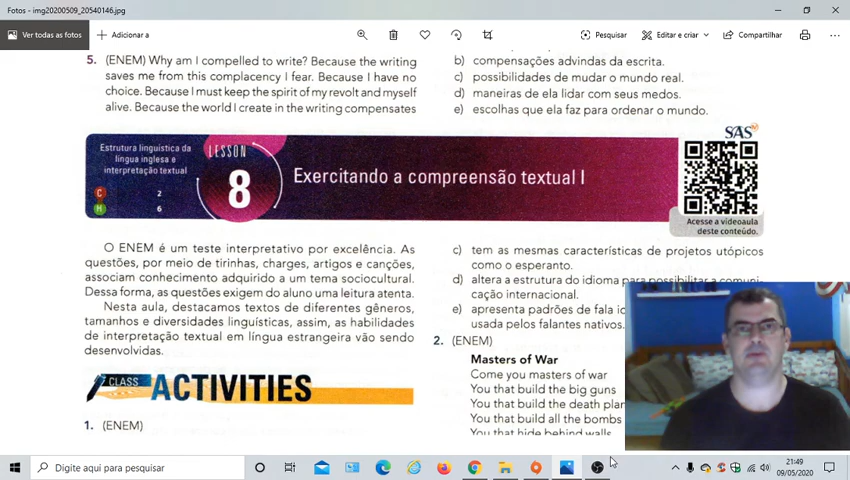 Fotos - img20200509_20540146.jpg
Ver todas as fotos
Adicionar a
Pesquisar
Editar e criar
Compartilhar
5. (ENEM) Why am I compelled to write? Because the writing
saves me from this complacency I fear. Because I have no
choice. Because I must keep the spirit of my revolt and myself
alive. Because the world I create in the writing compensates
b) compensações advindas da escrita.
c) possibilidades de mudar o mundo real.
d) maneiras de ela lidar com seus medos.
e) escolhas que ela faz para ordenar o mundo.
Estrutura linguística da
língua inglesa e
interpretação textual
C 2
H 6
LESSON
8
Exercitando a compreensão textual I
SAS
Acesse a videoaula
deste conteúdo.
O ENEM é um teste interpretativo por excelência. As
questões, por meio de tirinhas, charges, artigos e canções,
associam conhecimento adquirido a um tema sociocultural.
Dessa forma, as questões exigem do aluno uma leitura atenta.
Nesta aula, destacamos textos de diferentes gêneros,
tamanhos e diversidades linguísticas, assim, as habilidades
de interpretação textual em língua estrangeira vão sendo
desenvolvidas.
CLASS ACTIVITIES
1. (ENEM)
c) tem as mesmas características de projetos utópicos
como o esperanto.
d) altera a estrutura do idioma para possibilitar a comuni-
cação internacional.
e) apresenta padrões de fala
usada pelos falantes nativos.
2. (ENEM)
Masters of War
Come you masters of war
You that build the big guns
You that build the death
You that build all the bombs
You that hide behind walls
Digite aqui para pesquisar
21:49
09/05/2020